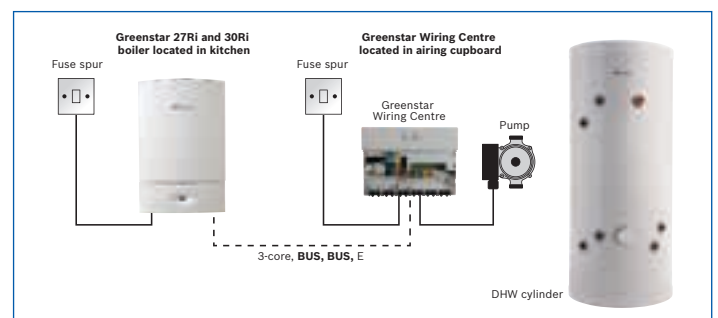 Greenstar 27Ri and 30Ri
boiler located in kitchen
Fuse spur
Greenstar Wiring Centre
located in airing cupboard
Fuse spur
Greenstar
Wiring Centre
Pump
3-core, BUS, BUS, E
DHW cylinder